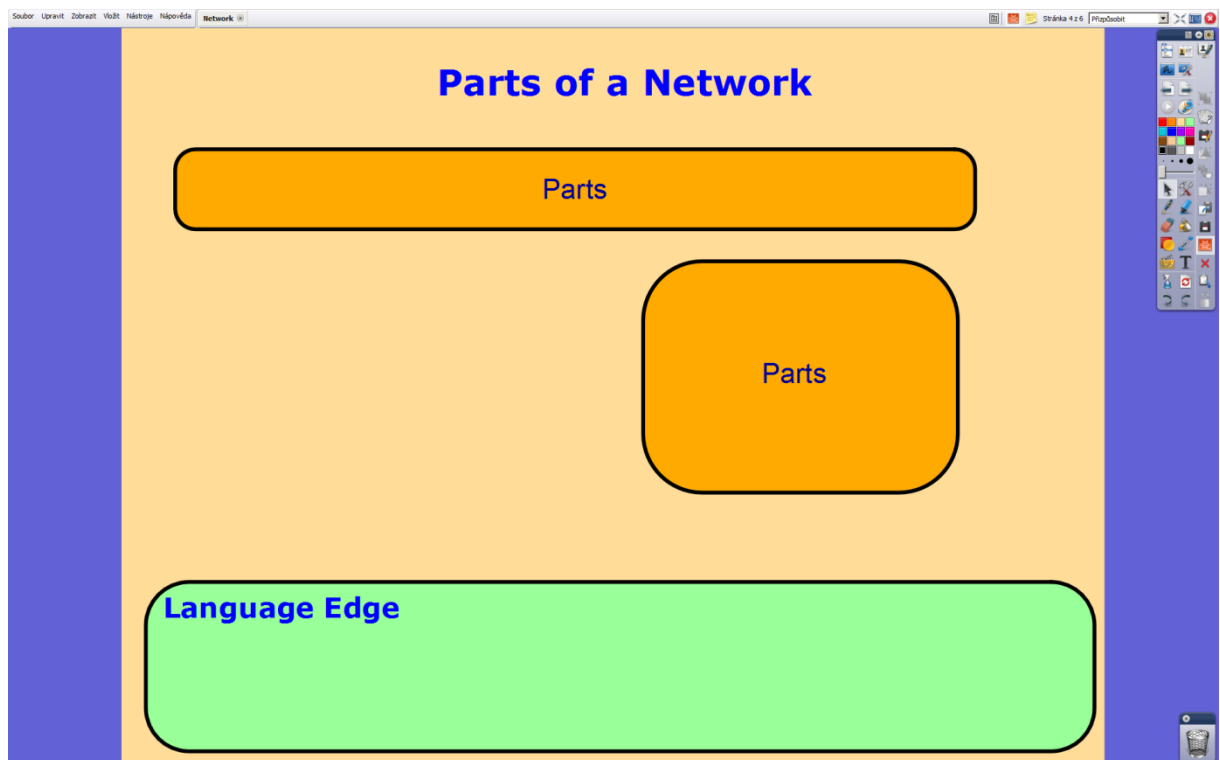 Soubor Upravit Zobrazit Vložit Nástroje Nápověda Network Stránka 4 z 6 Přizpůsobit
Parts of a Network
Parts
Parts
Language Edge